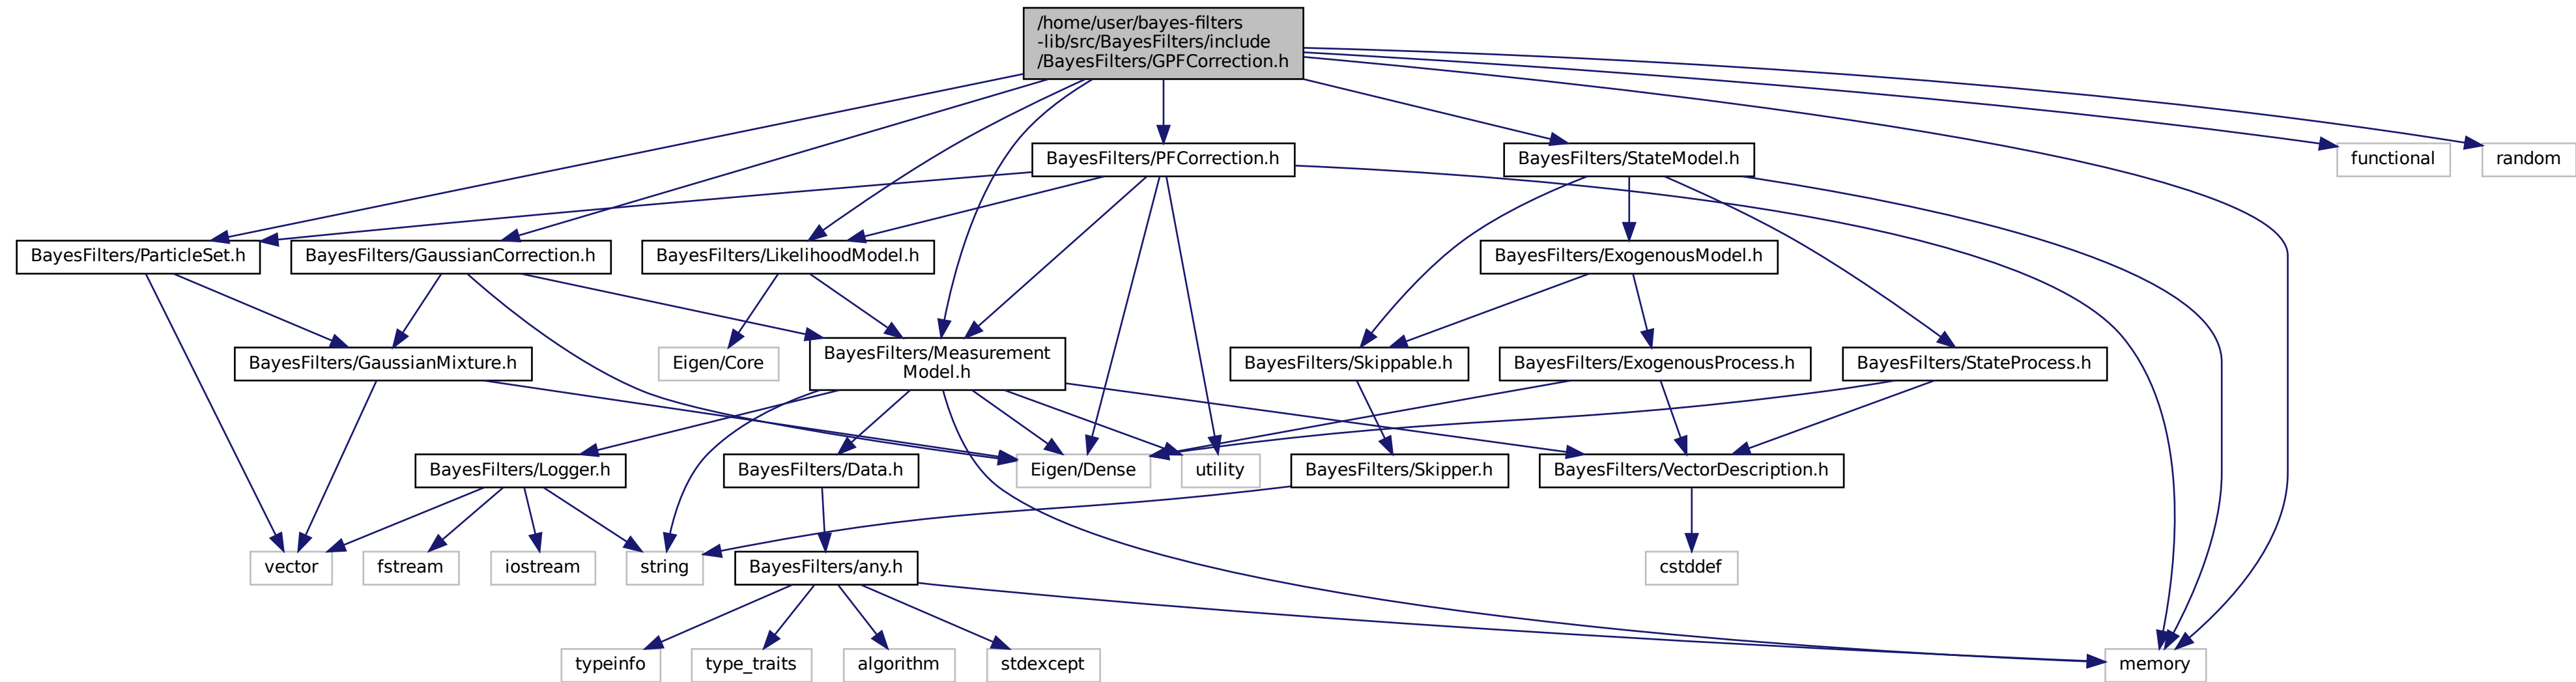 /home/user/bayes-filters
-lib/src/BayesFilters/include
/BayesFilters/GPFCorrection.h
BayesFilters/PFCorrection.h
BayesFilters/StateModel.h
functional
random
BayesFilters/ParticleSet.h
BayesFilters/GaussianCorrection.h
BayesFilters/LikelihoodModel.h
BayesFilters/ExogenousModel.h
BayesFilters/GaussianMixture.h
Eigen/Core
BayesFilters/Measurement
Model.h
BayesFilters/Skippable.h
BayesFilters/ExogenousProcess.h
BayesFilters/StateProcess.h
BayesFilters/Logger.h
BayesFilters/Data.h
Eigen/Dense
utility
BayesFilters/Skipper.h
BayesFilters/VectorDescription.h
vector
fstream
iostream
string
BayesFilters/any.h
cstddef
typeinfo
type_traits
algorithm
stdexcept
memory